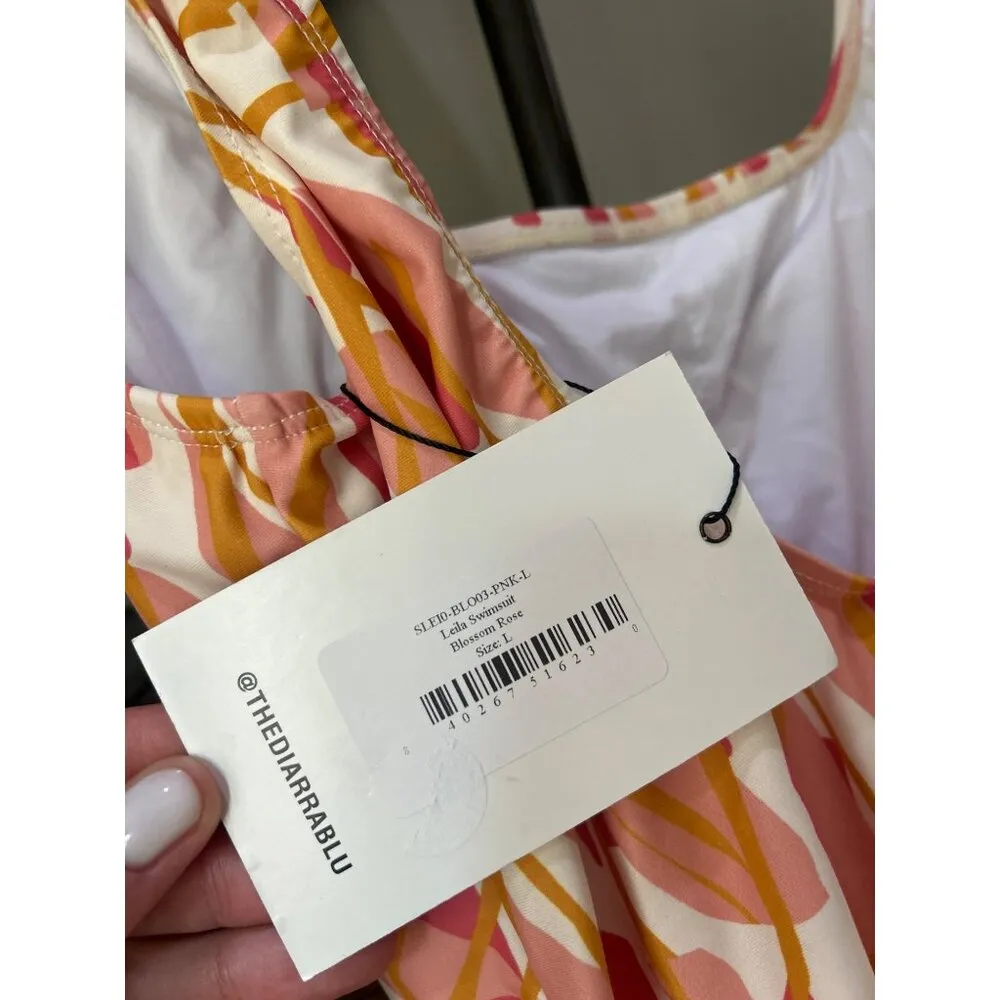 SLEI0-BLO03-PNK-L
Leila Swimsuit
Blossom Rose
Size: L
8 40267 51623 0
@THEDIARRABLU